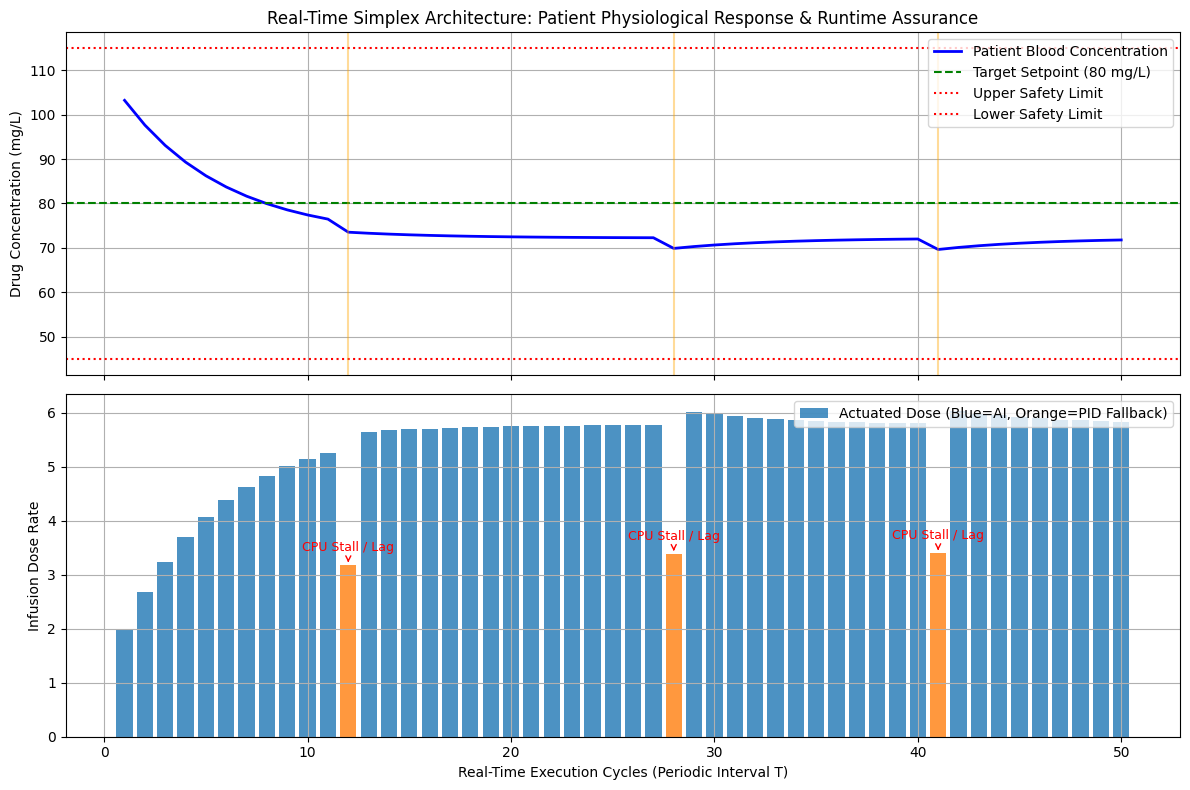 Real-Time Simplex Architecture: Patient Physiological Response & Runtime Assurance
Drug Concentration (mg/L)
110
100
90
80
70
60
50
Patient Blood Concentration
Target Setpoint (80 mg/L)
Upper Safety Limit
Lower Safety Limit
Infusion Dose Rate
6
5
4
3
2
1
0
Actuated Dose (Blue=AI, Orange=PID Fallback)
CPU Stall / Lag
CPU Stall / Lag
CPU Stall / Lag
0
10
20
30
40
50
Real-Time Execution Cycles (Periodic Interval T)